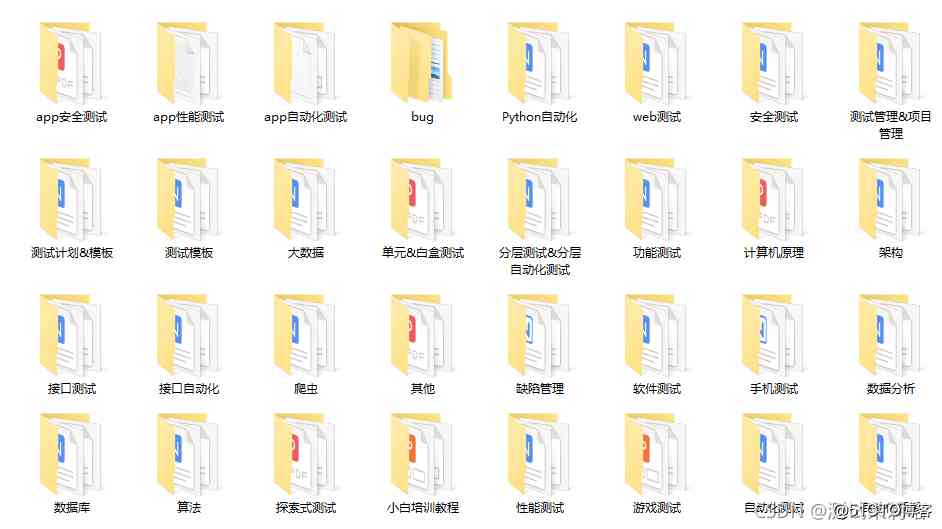 app安全测试
app性能测试
app自动化测试
bug
Python自动化
web测试
安全测试
测试管理&项目
管理
测试计划&模板
测试模板
大数据
单元&白盒测试
分层测试&分层
自动化测试
功能测试
计算机原理
架构
接口测试
接口自动化
爬虫
其他
缺陷管理
软件测试
手机测试
数据分析
数据库
算法
探索式测试
小白培训教程
性能测试
游戏测试
自动化测试